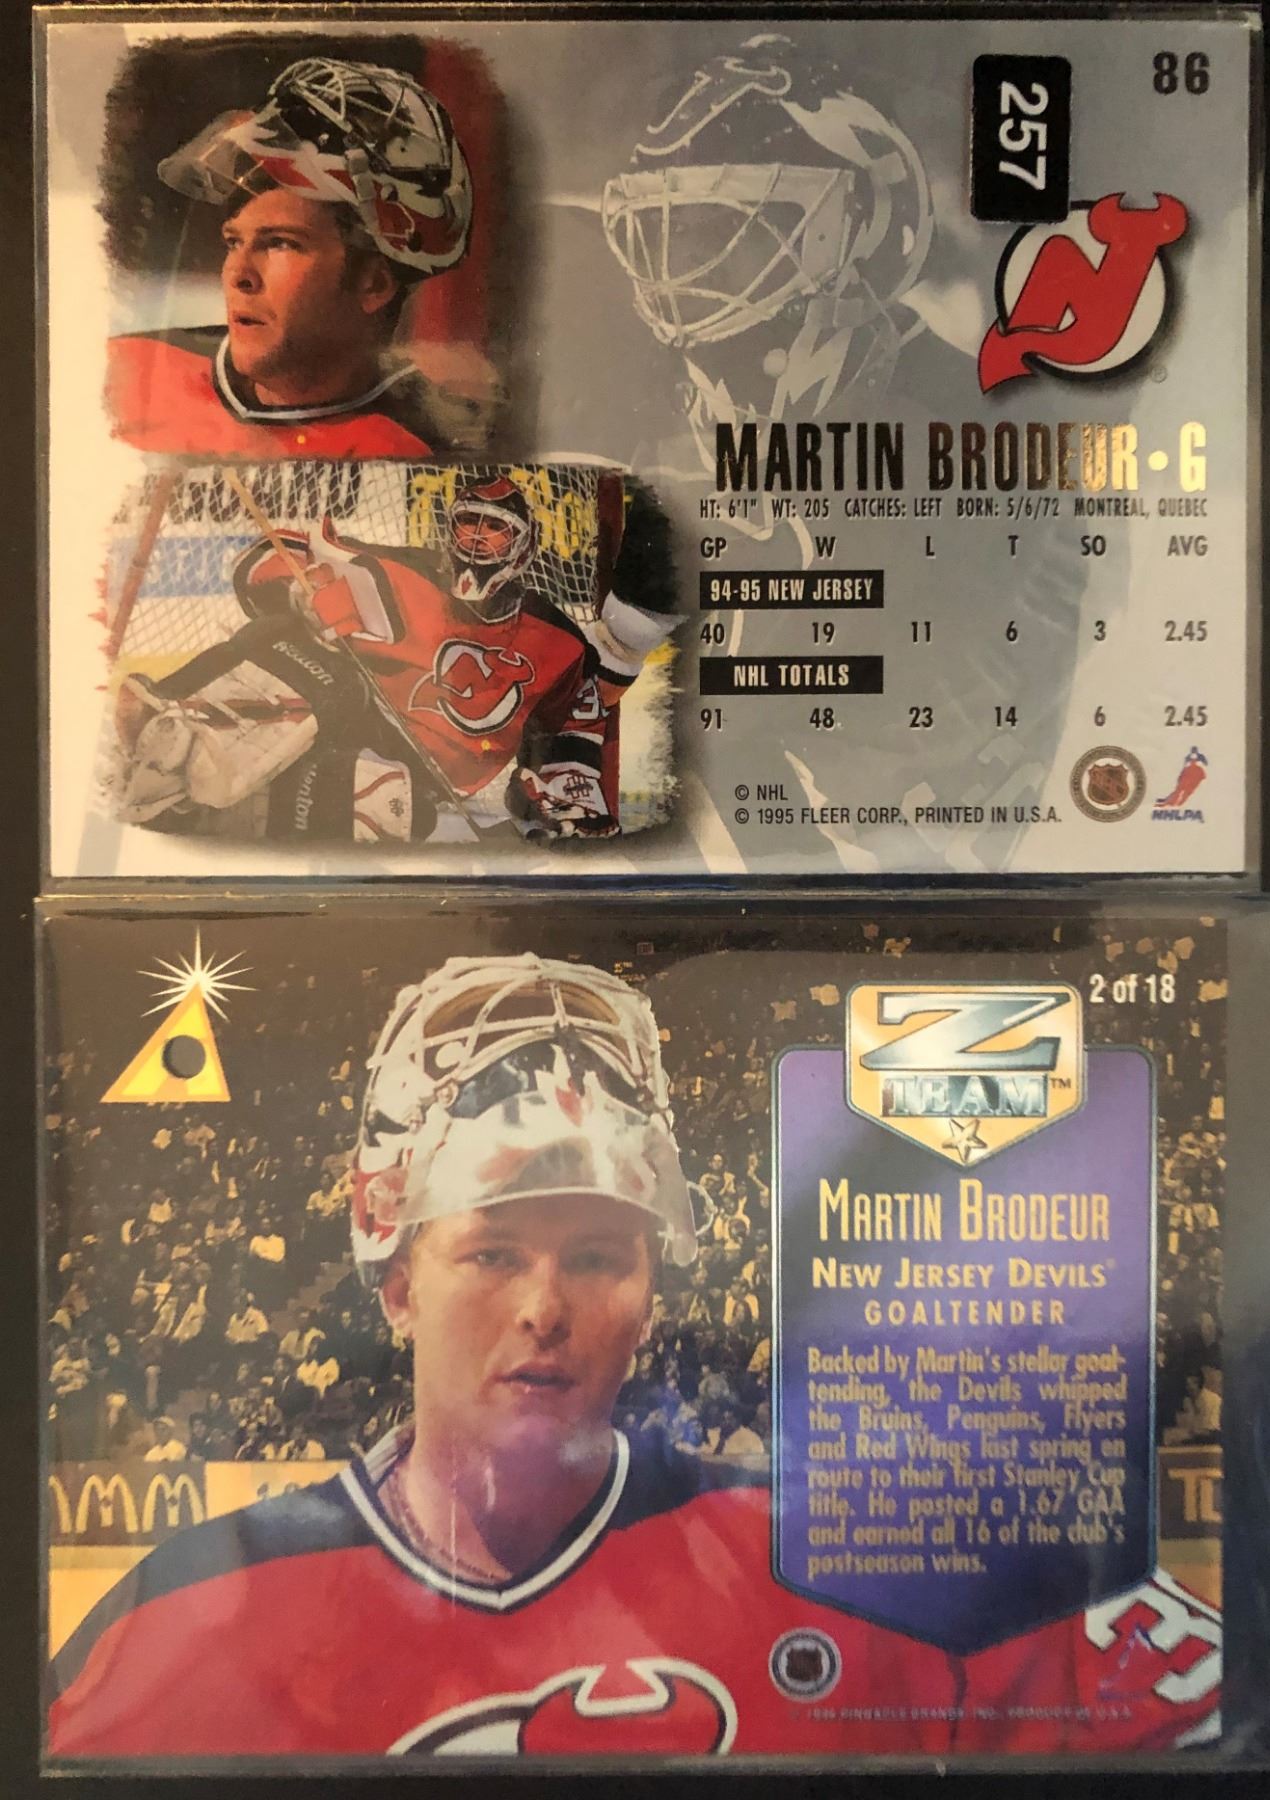 86
257
MARTIN BRODEUR • G
HT: 6'1" WT: 205 CATCHES: LEFT BORN: 5/6/72 MONTREAL, QUEBEC
GP W L T SO AVG
94-95 NEW JERSEY
40 19 11 6 3 2.45
NHL TOTALS
91 48 23 14 6 2.45
© NHL
© 1995 FLEER CORP., PRINTED IN U.S.A.
NHLPA
2 of 18
Z
TEAM™
MARTIN BRODEUR
NEW JERSEY DEVILS
GOALTENDER
Backed by Martin's stellar goal-
tending, the Devils whipped
the Bruins, Penguins, Flyers
and Red Wings last spring en
route to their first Stanley Cup
title. He posted a 1.67 GAA
and earned all 16 of the club's
postseason wins.